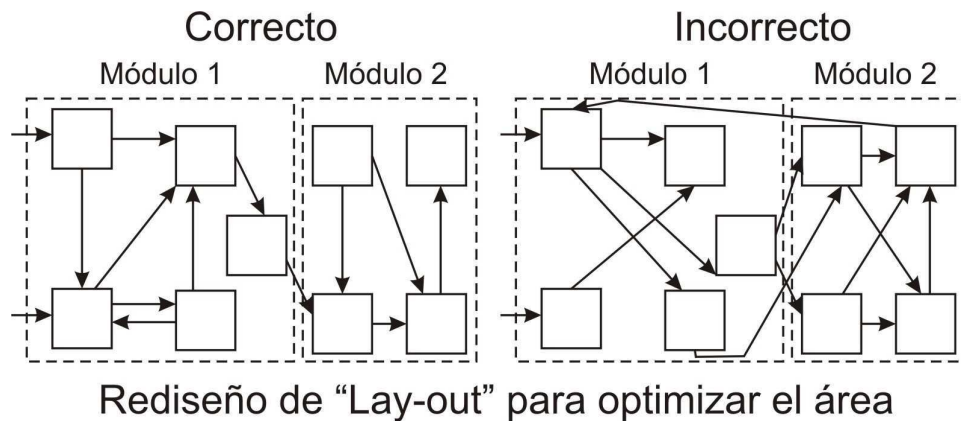 Correcto
Incorrecto
Módulo 1
Módulo 2
Módulo 1
Módulo 2
Rediseño de “Lay-out” para optimizar el área